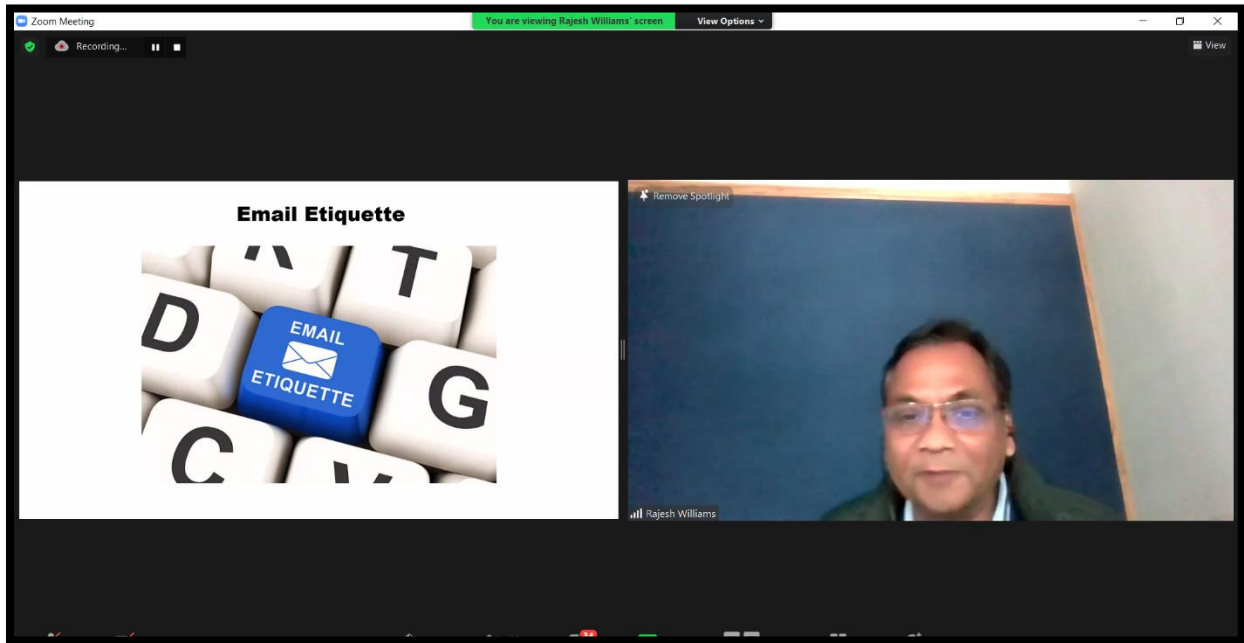 Zoom Meeting
You are viewing Rajesh Williams' screen
View Options
Recording...
View
Email Etiquette
T
D
EMAIL
ETIQUETTE
G
C
Remove Spotlight
Rajesh Williams